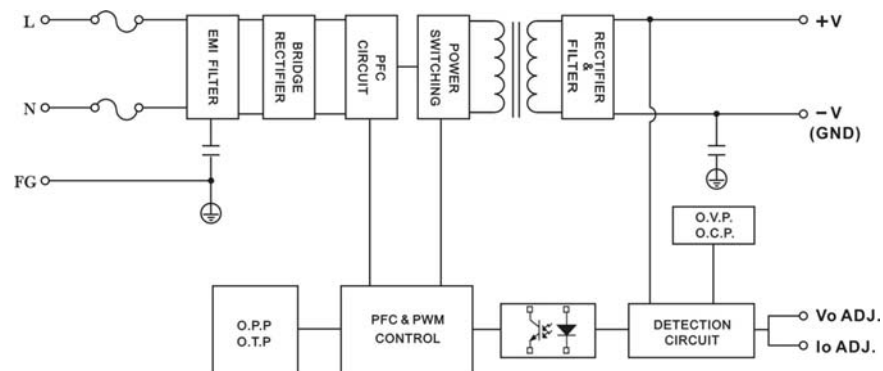 L
N
FG
EMI FILTER
BRIDGE
RECTIFIER
PFC
CIRCUIT
POWER
SWITCHING
RECTIFIER
&
FILTER
+V
−V
(GND)
O.V.P.
O.C.P.
O.P.P
O.T.P
PFC & PWM
CONTROL
DETECTION
CIRCUIT
Vo ADJ.
Io ADJ.